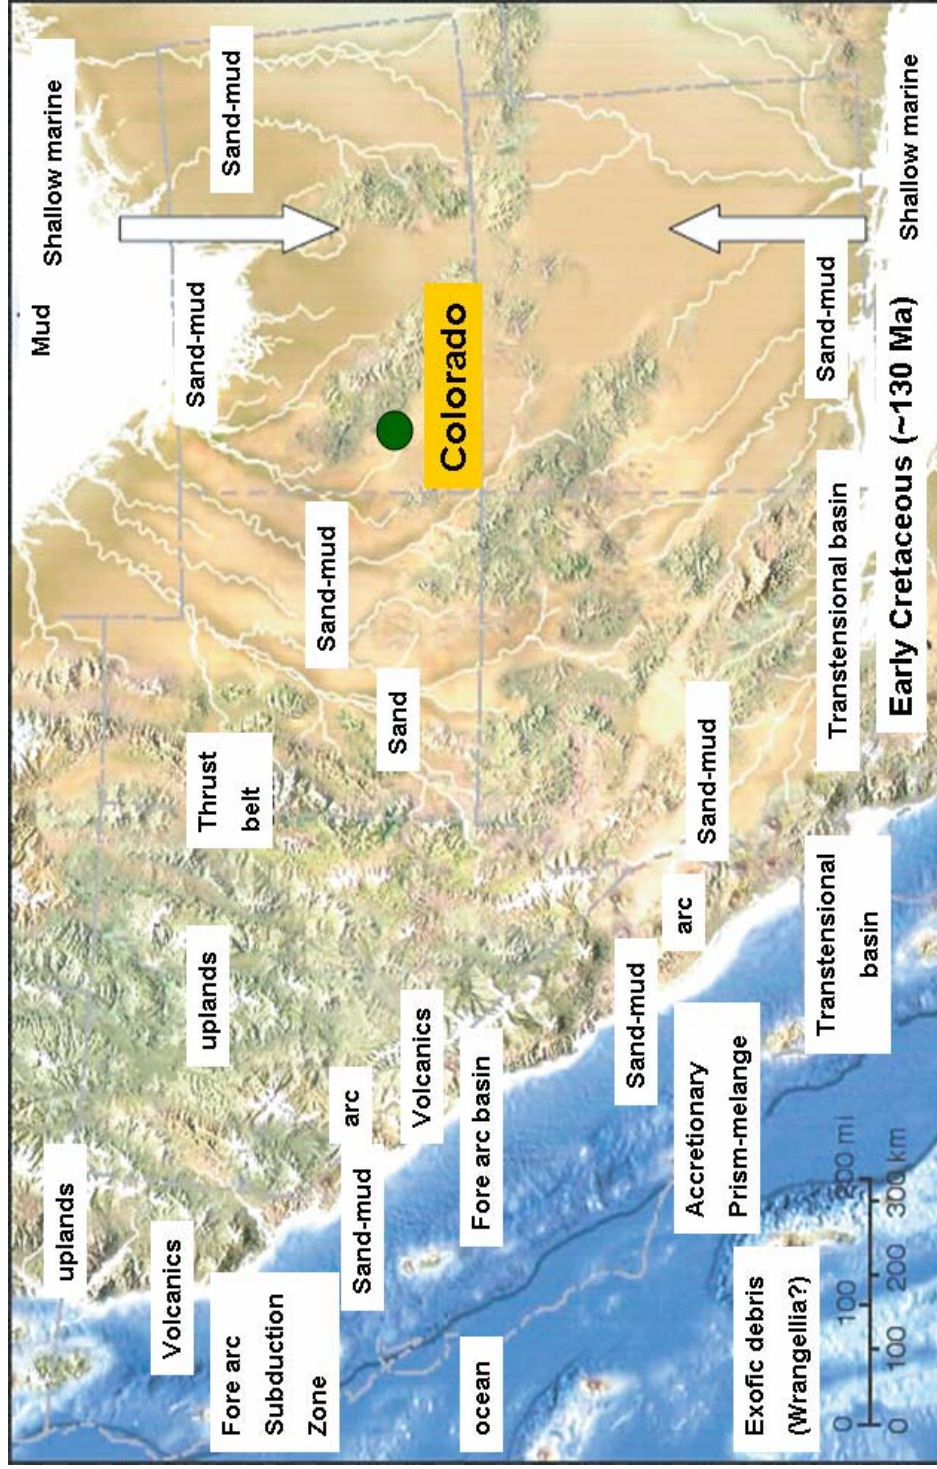 uplands
Mud
Shallow marine
Volcanics
uplands
Thrust
belt
Sand-mud
Sand-mud
Fore arc
Subduction
Zone
Sand-mud
arc
Sand-mud
Sand
Volcanics
Colorado
ocean
Fore arc basin
Sand-mud
arc
Sand-mud
Accretionary
Prism-melange
Exofic debris
(Wrangellia?)
Transtensional
basin
Transtensional basin
Sand-mud
0 100 200 mi
0 100 200 300 km
Early Cretaceous (~130 Ma)
Shallow marine